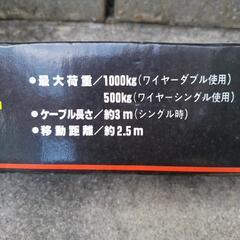 ●最大荷重/1000kg(ワイヤーダブル使用)
500kg(ワイヤーシングル使用)
●ケーブル長さ/約3m(シングル時)
●移動距離/約2.5m